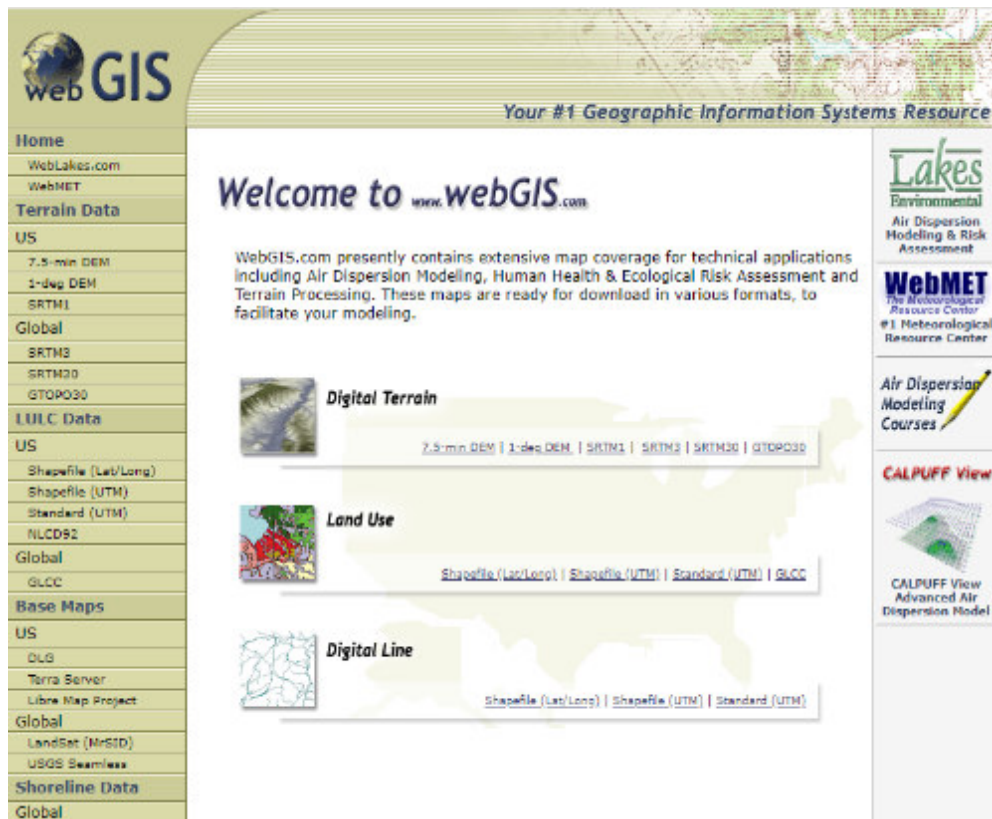 web GIS
Your #1 Geographic Information Systems Resource
Home
WebLakes.com
WebMET
Terrain Data
US
7.5-min DEM
1-deg DEM
SRTM1
Global
SRTM3
SRTM30
GTOPO30
LULC Data
US
Shapefile (Lat/Long)
Shapefile (UTM)
Standard (UTM)
NLCD92
Global
GLCC
Base Maps
US
DLG
Terra Server
Libre Map Project
Global
LandSat (MrSID)
USGS Seamless
Shoreline Data
Global
Welcome to www.webGIS.com
WebGIS.com presently contains extensive map coverage for technical applications
including Air Dispersion Modeling, Human Health & Ecological Risk Assessment and
Terrain Processing. These maps are ready for download in various formats, to
facilitate your modeling.
Digital Terrain
7.5-min DEM | 1-deg DEM | SRTM1 | SRTM3 | SRTM30 | GTOPO30
Land Use
Shapefile (Lat/Long) | Shapefile (UTM) | Standard (UTM) | GLCC
Digital Line
Shapefile (Lat/Long) | Shapefile (UTM) | Standard (UTM)
Lakes
Environmental
Air Dispersion
Modeling & Risk
Assessment
WebMET
The Meteorological
Resource Center
#1 Meteorological
Resource Center
Air Dispersion
Modeling
Courses
CALPUFF View
CALPUFF View
Advanced Air
Dispersion Model